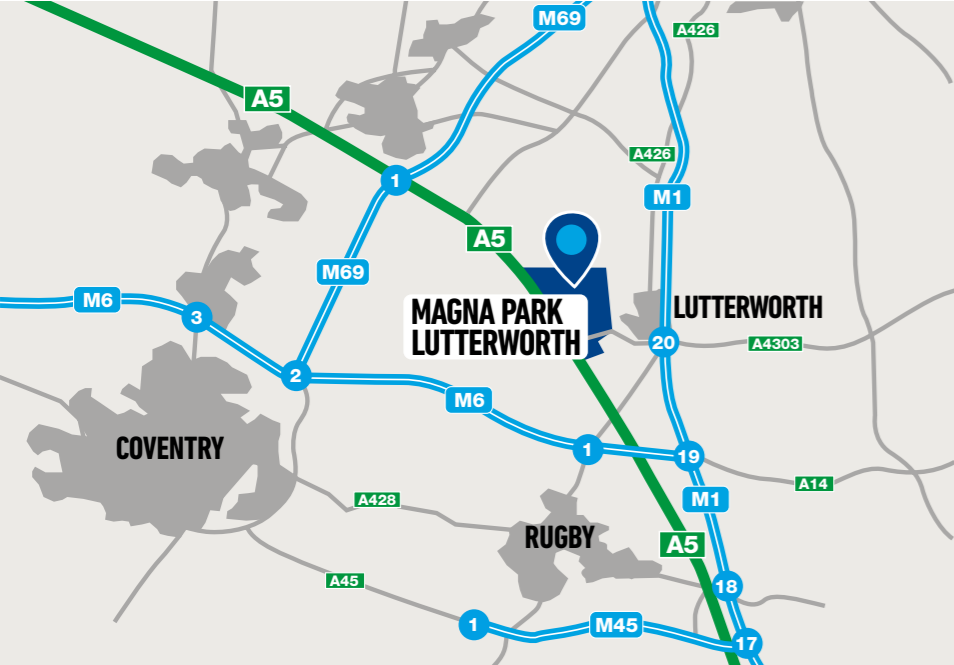 M69
A426
A5
A426
1
M1
A5
M69
M6
MAGNA PARK
LUTTERWORTH
LUTTERWORTH
3
20
A4303
2
M6
COVENTRY
1
19
A14
M1
A428
RUGBY
A5
A45
18
1
M45
17